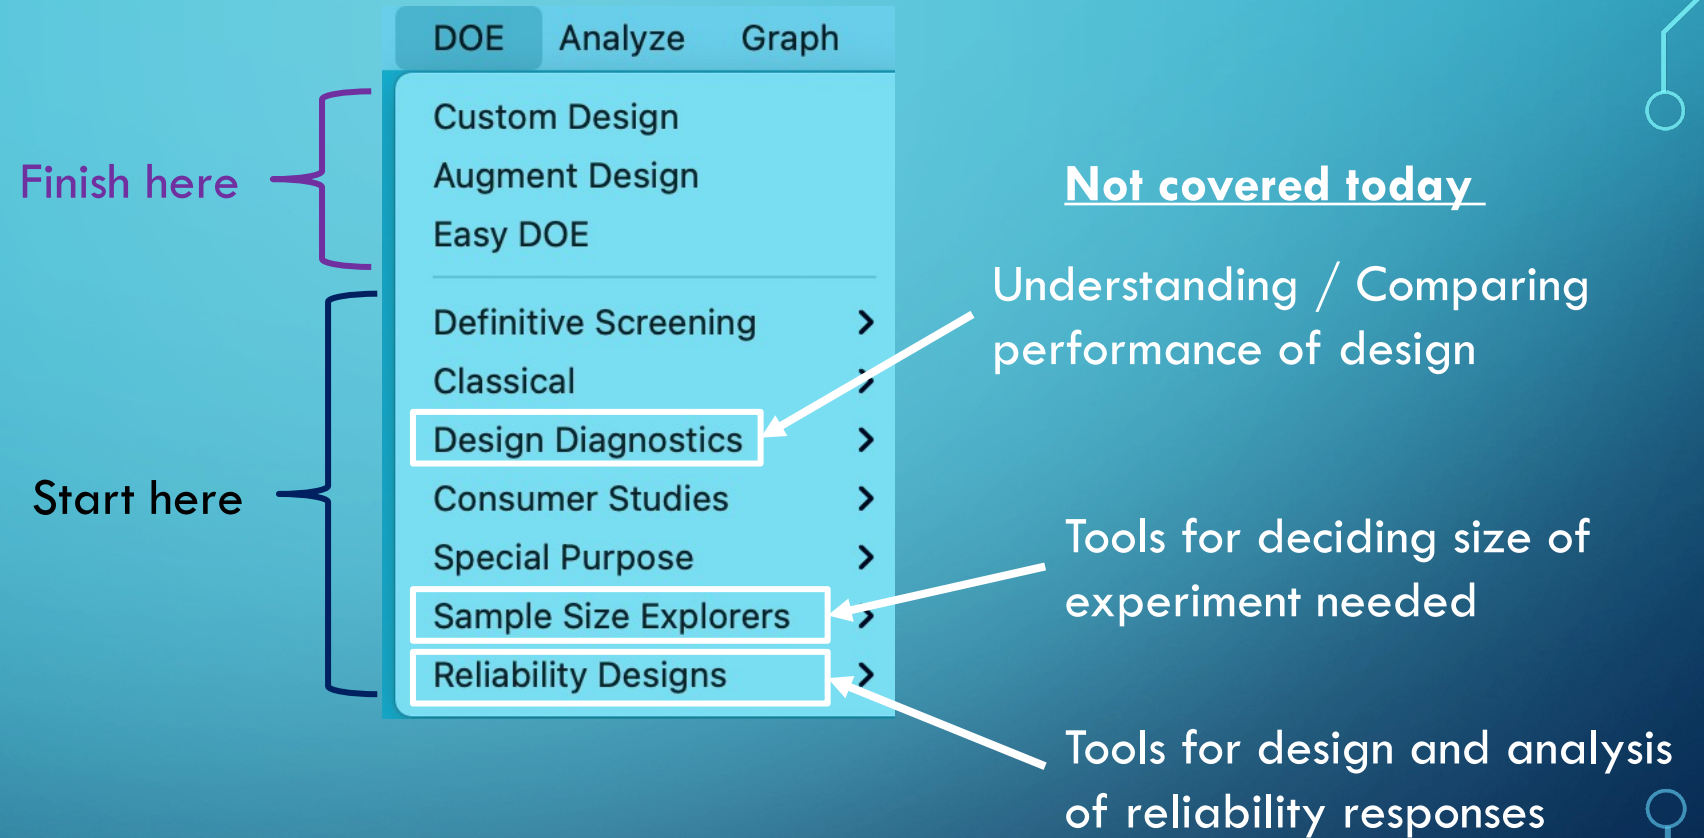 DOE Analyze Graph
Custom Design
Augment Design
Easy DOE
Finish here
Definitive Screening
Classical
Design Diagnostics
Consumer Studies
Special Purpose
Sample Size Explorers
Reliability Designs
Start here
Not covered today
Understanding / Comparing
performance of design
Tools for deciding size of
experiment needed
Tools for design and analysis
of reliability responses